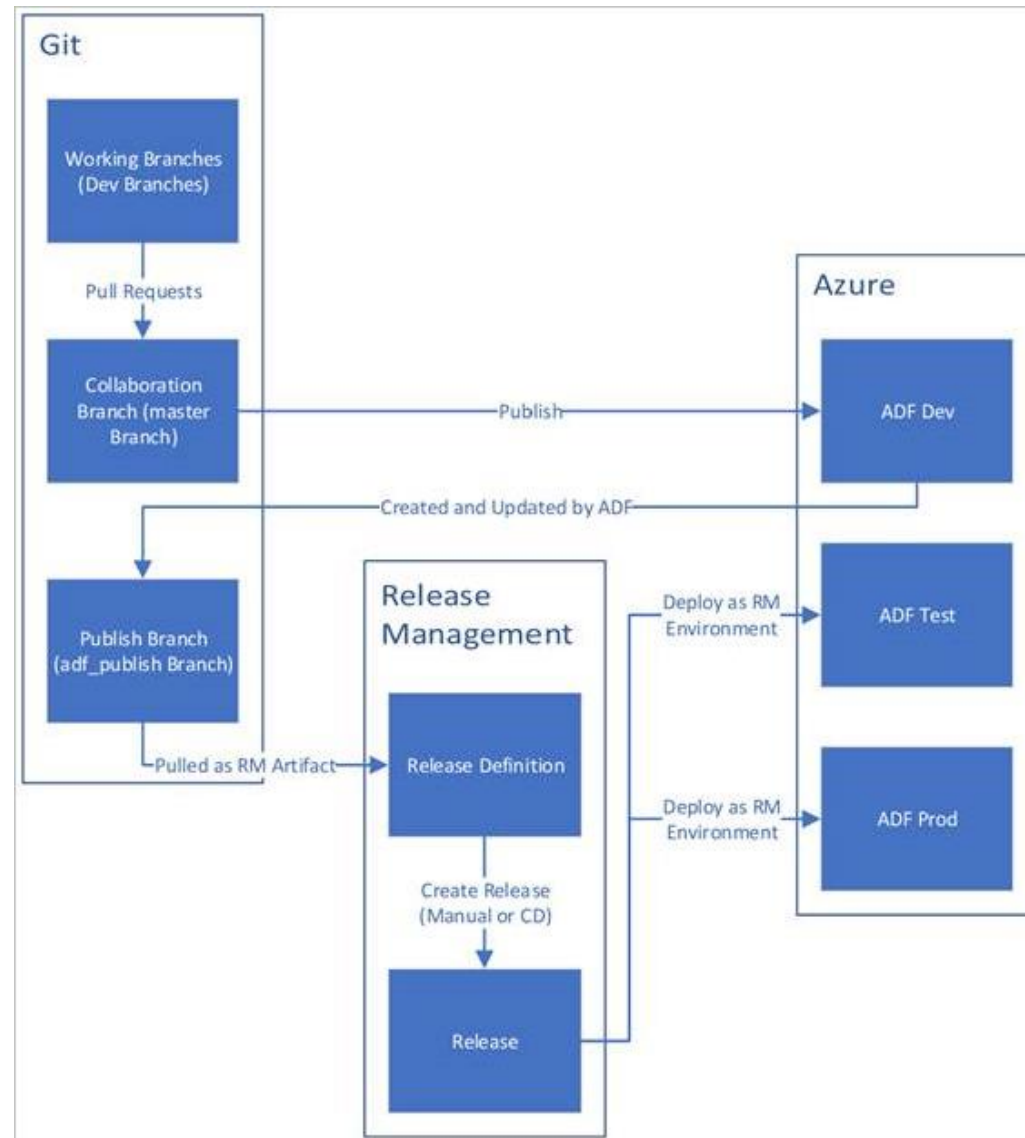 Git
Working Branches
(Dev Branches)
Pull Requests
Collaboration
Branch (master
Branch)
Publish
Azure
ADF Dev
Created and Updated by ADF
Publish Branch
(adf_publish Branch)
Pulled as RM Artifact
Release
Management
Release Definition
Create Release
(Manual or CD)
Release
Deploy as RM
Environment
ADF Test
Deploy as RM
Environment
ADF Prod